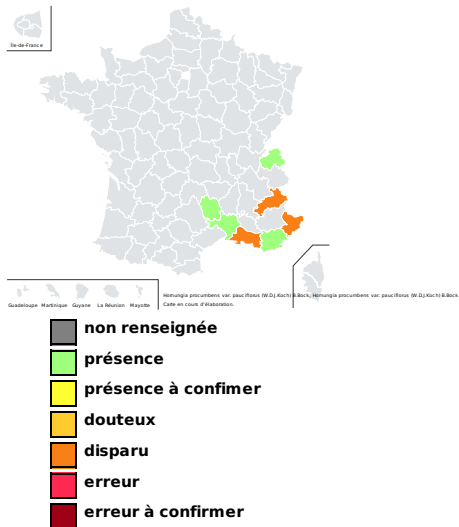 Île-de-France
Guadeloupe Martinique Guyane La Réunion Mayotte
Hornungia procumbens var. pauciflorus (W.D.J.Koch) B.Bock, Hornungia procumbens var. pauciflorus (W.D.J.Koch) B.Bock
Carte en cours d'élaboration.
non renseignée
présence
présence à confimer
douteux
disparu
erreur
erreur à confirmer